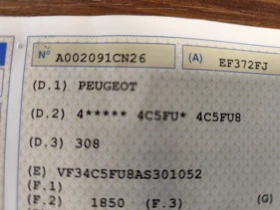 N° A002091CN26 (A) EF372FJ
(D.1) PEUGEOT
(D.2) 4***** 4C5FU* 4C5FU8
(D.3) 308
(E) VF34C5FU8AS301052
(F.1)
(F.2) 1850 (F.3) (G)